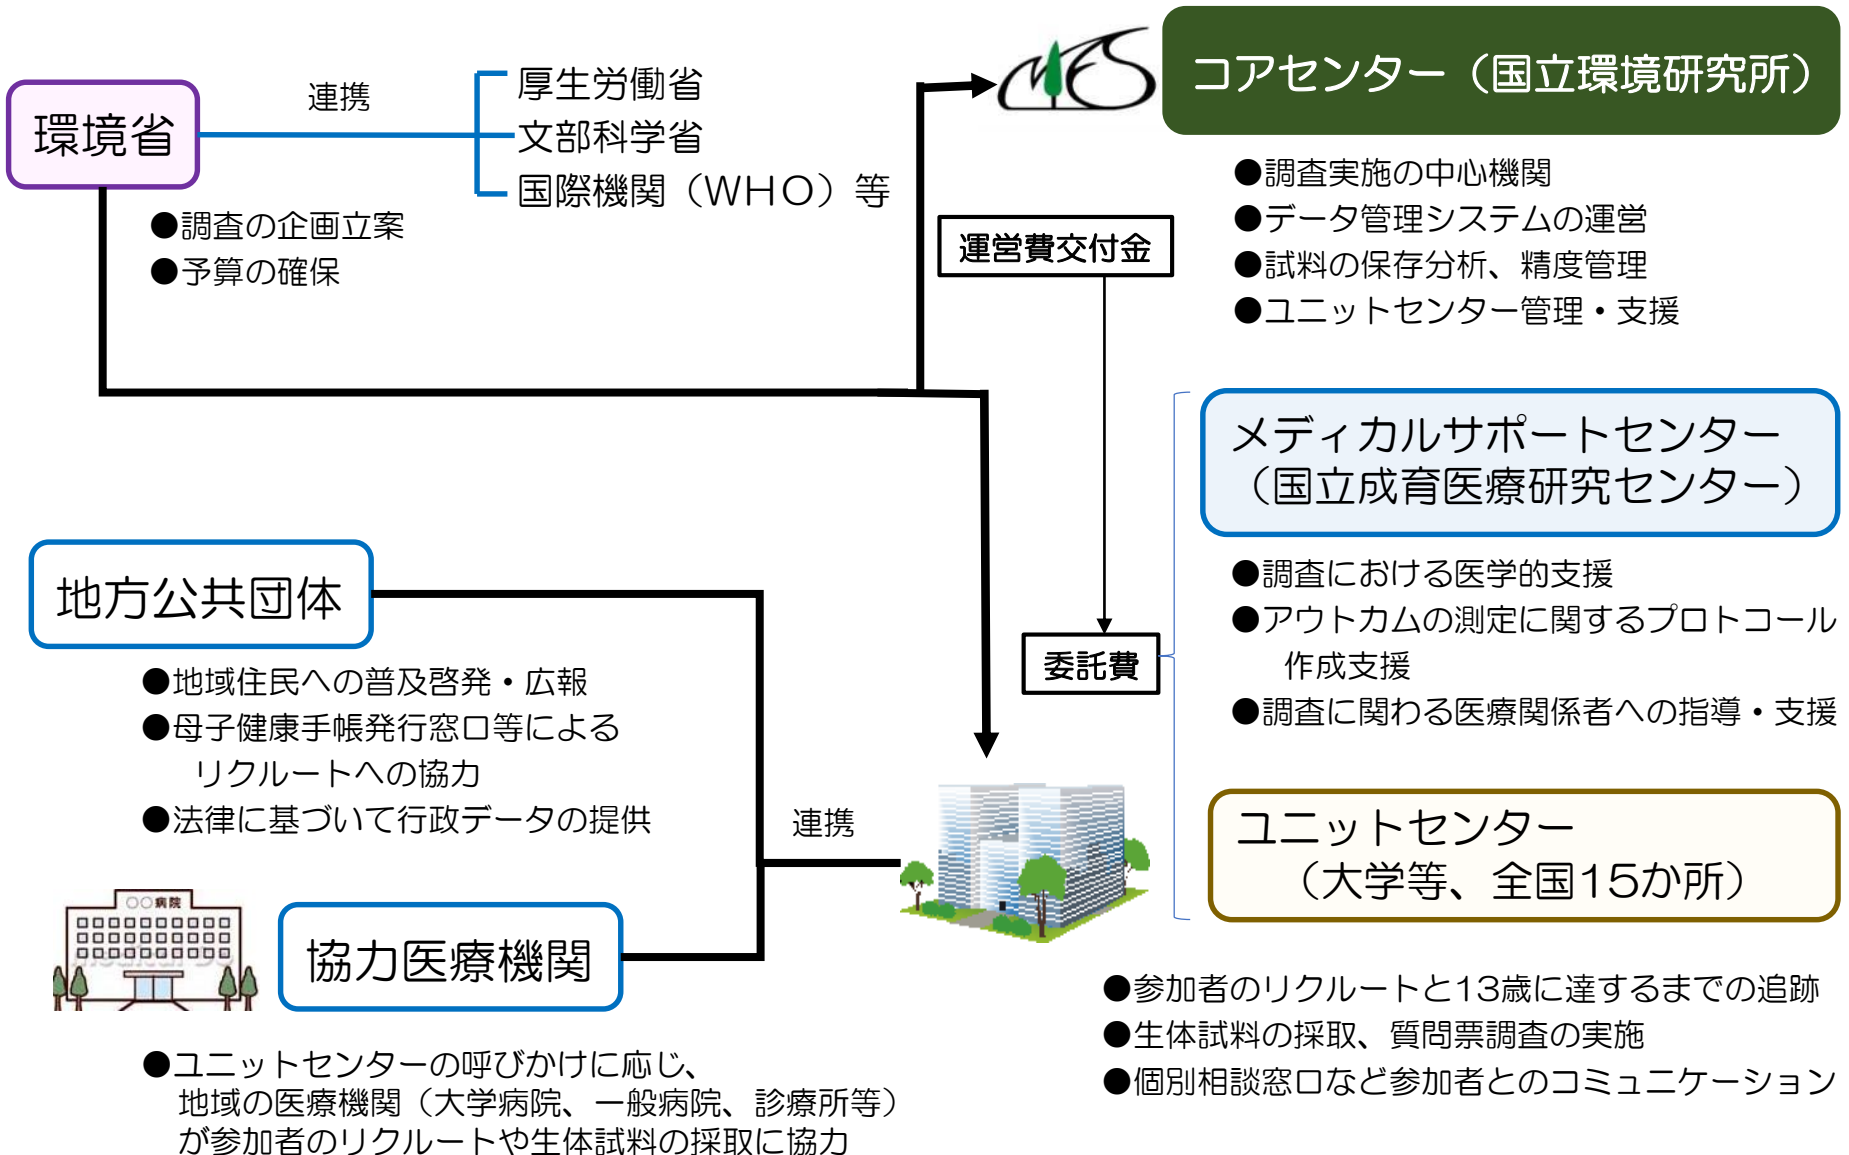 環境省
連携
厚生労働省
文部科学省
国際機関（WHO）等
●調査の企画立案
●予算の確保
コアセンター（国立環境研究所）
●調査実施の中心機関
●データ管理システムの運営
●試料の保存分析、精度管理
●ユニットセンター管理・支援
運営費交付金
委託費
メディカルサポートセンター
（国立成育医療研究センター）
●調査における医学的支援
●アウトカムの測定に関するプロトコール
作成支援
●調査に関わる医療関係者への指導・支援
地方公共団体
●地域住民への普及啓発・広報
●母子健康手帳発行窓口等による
リクルートへの協力
●法律に基づいて行政データの提供
連携
ユニットセンター
（大学等、全国15か所）
●参加者のリクルートと13歳に達するまでの追跡
●生体試料の採取、質問票調査の実施
●個別相談窓口など参加者とのコミュニケーション
〇〇病院
協力医療機関
●ユニットセンターの呼びかけに応じ、
地域の医療機関（大学病院、一般病院、診療所等）
が参加者のリクルートや生体試料の採取に協力